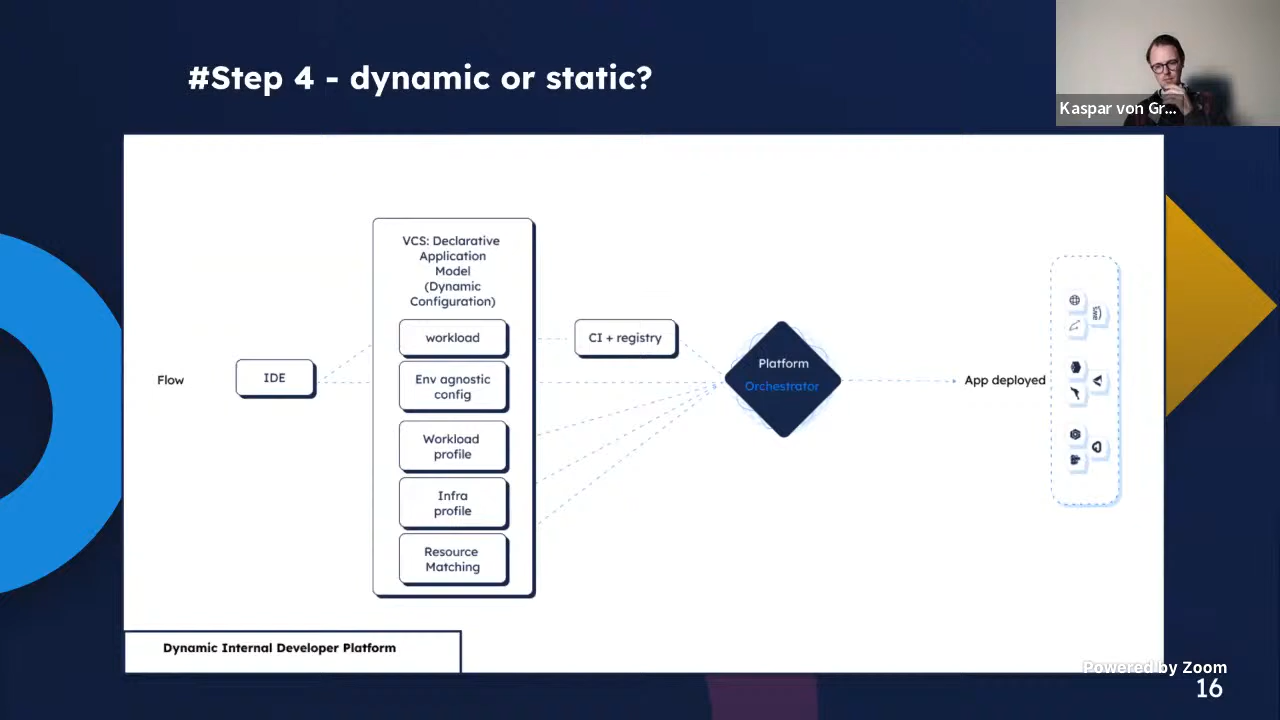 #Step 4 - dynamic or static?
Kaspar von Gr...
VCS: Declarative
Application
Model
(Dynamic
Configuration)
workload
Env agnostic
config
Workload
profile
Infra
profile
Resource
Matching
Flow
IDE
CI + registry
Platform
Orchestrator
App deployed
aws
Dynamic Internal Developer Platform
Powered by Zoom
16